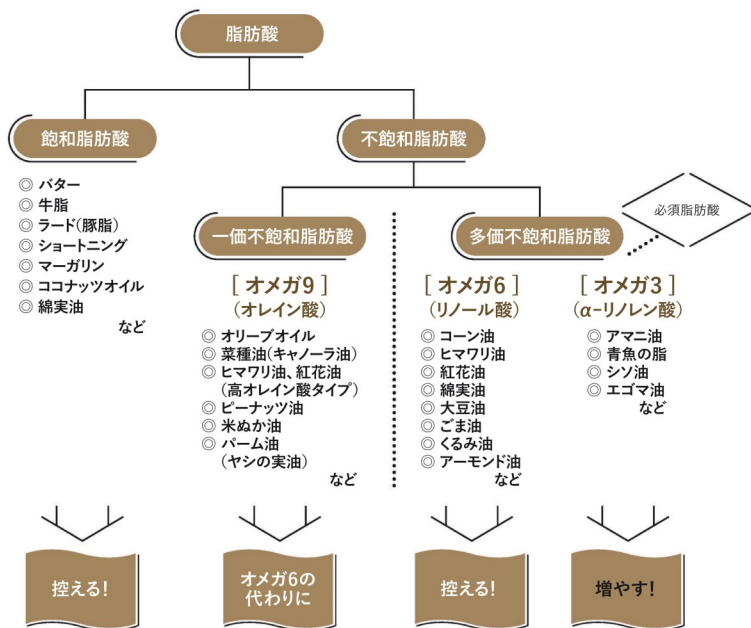 脂肪酸
飽和脂肪酸
不飽和脂肪酸
◎ バター
◎ 牛脂
◎ ラード(豚脂)
◎ ショートニング
◎ マーガリン
◎ ココナッツオイル
◎ 綿実油
など
必須脂肪酸
一価不飽和脂肪酸
多価不飽和脂肪酸
[ オメガ9 ]
(オレイン酸)
◎ オリーブオイル
◎ 菜種油(キャノーラ油)
◎ ヒマワリ油、紅花油
(高オレイン酸タイプ)
◎ ピーナッツ油
◎ 米ぬか油
◎ パーム油
(ヤシの実油)
など
[ オメガ6 ]
(リノール酸)
◎ コーン油
◎ ヒマワリ油
◎ 紅花油
◎ 綿実油
◎ 大豆油
◎ ごま油
◎ くるみ油
◎ アーモンド油
など
[ オメガ3 ]
(α-リノレン酸)
◎ アマニ油
◎ 青魚の脂
◎ シソ油
◎ エゴマ油
など
控える!
オメガ6の
代わりに
控える!
増やす!